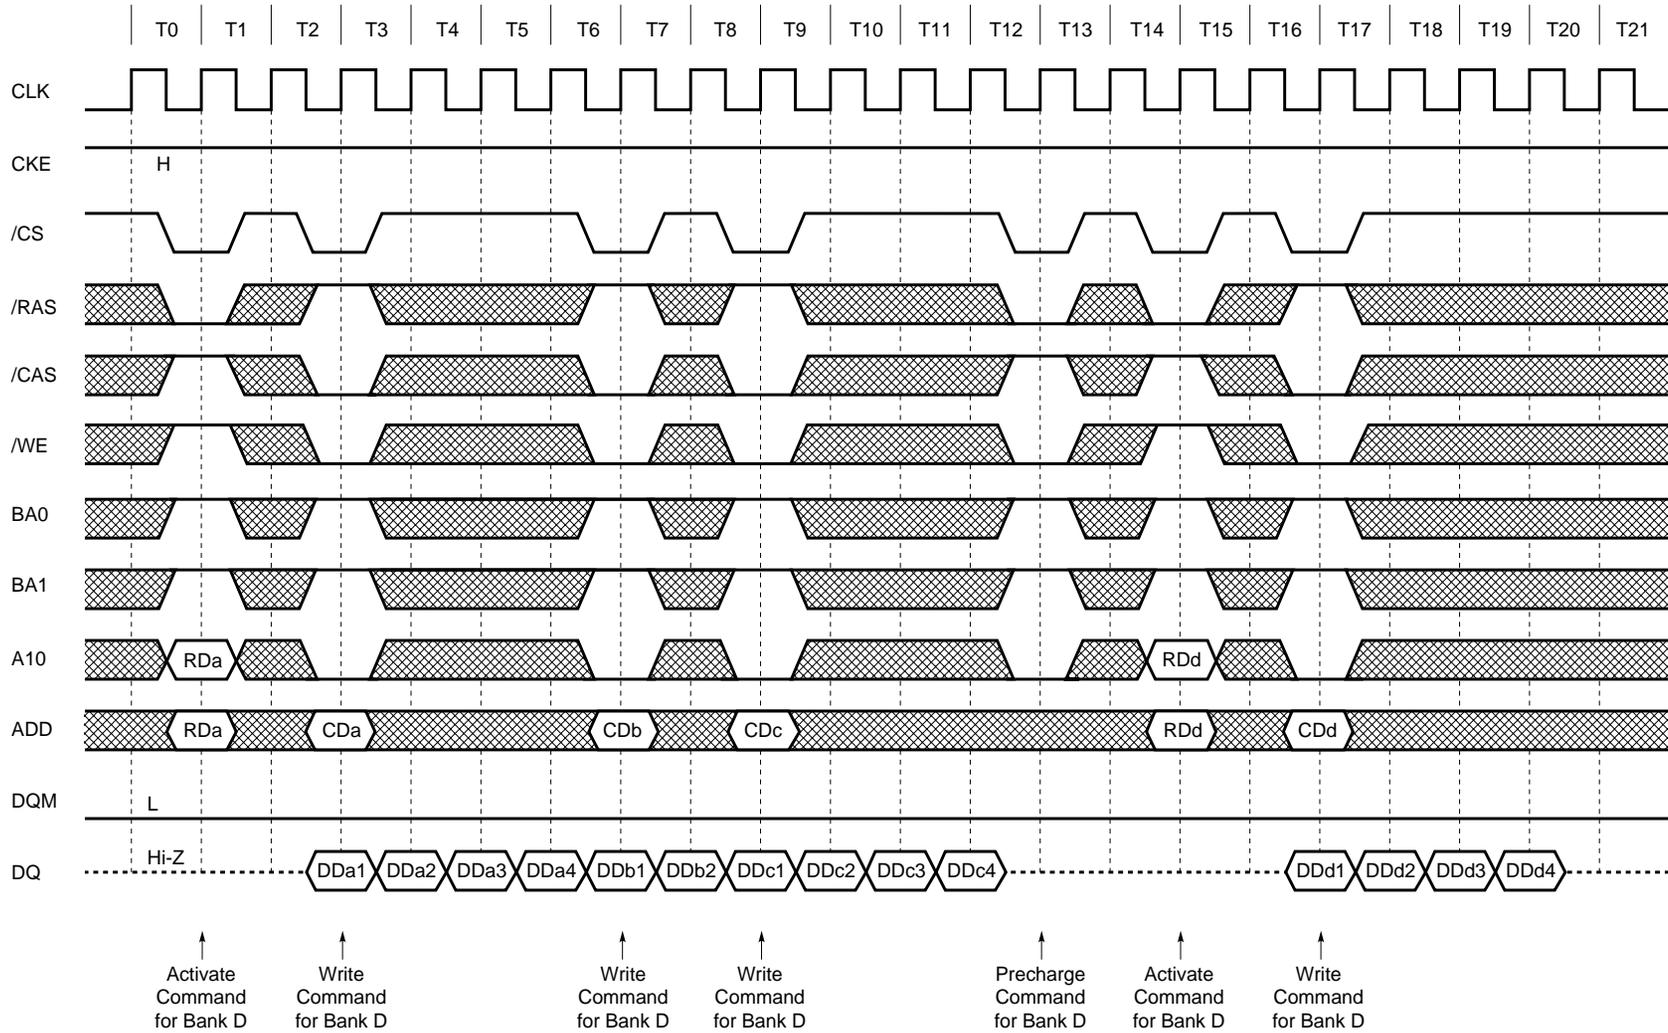 T0 T1 T2 T3 T4 T5 T6 T7 T8 T9 T10 T11 T12 T13 T14 T15 T16 T17 T18 T19 T20 T21
CLK
CKE H
/CS
/RAS
/CAS
/WE
BA0
BA1
A10 RDa RDd
ADD RDa CDa CDb CDc RDd CDd
DQM L
Hi-Z
DQ DDa1 DDa2 DDa3 DDa4 DDb1 DDb2 DDc1 DDc2 DDc3 DDc4 DDd1 DDd2 DDd3 DDd4
Activate
Command
for Bank D
Write
Command
for Bank D
Write
Command
for Bank D
Write
Command
for Bank D
Precharge
Command
for Bank D
Activate
Command
for Bank D
Write
Command
for Bank D